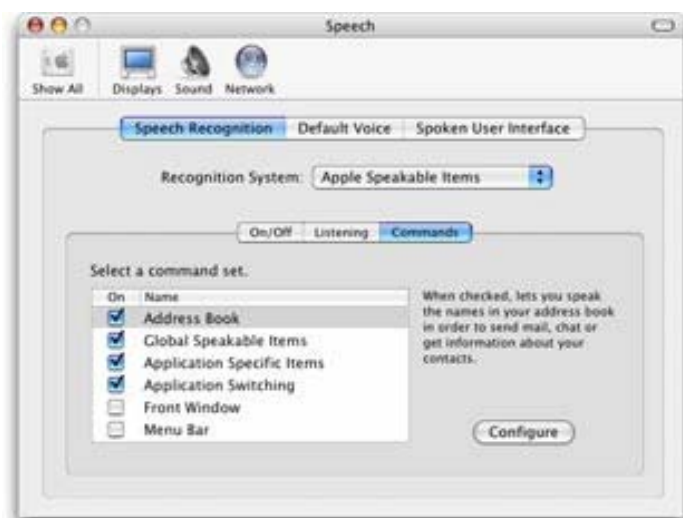 Speech
Show All Displays Sound Network
Speech Recognition Default Voice Spoken User Interface
Recognition System: Apple Speakable Items
On/Off Listening Commands
Select a command set.
On Name
Address Book
Global Speakable Items
Application Specific Items
Application Switching
Front Window
Menu Bar
When checked, lets you speak
the names in your address book
in order to send mail, chat or
get information about your
contacts.
Configure